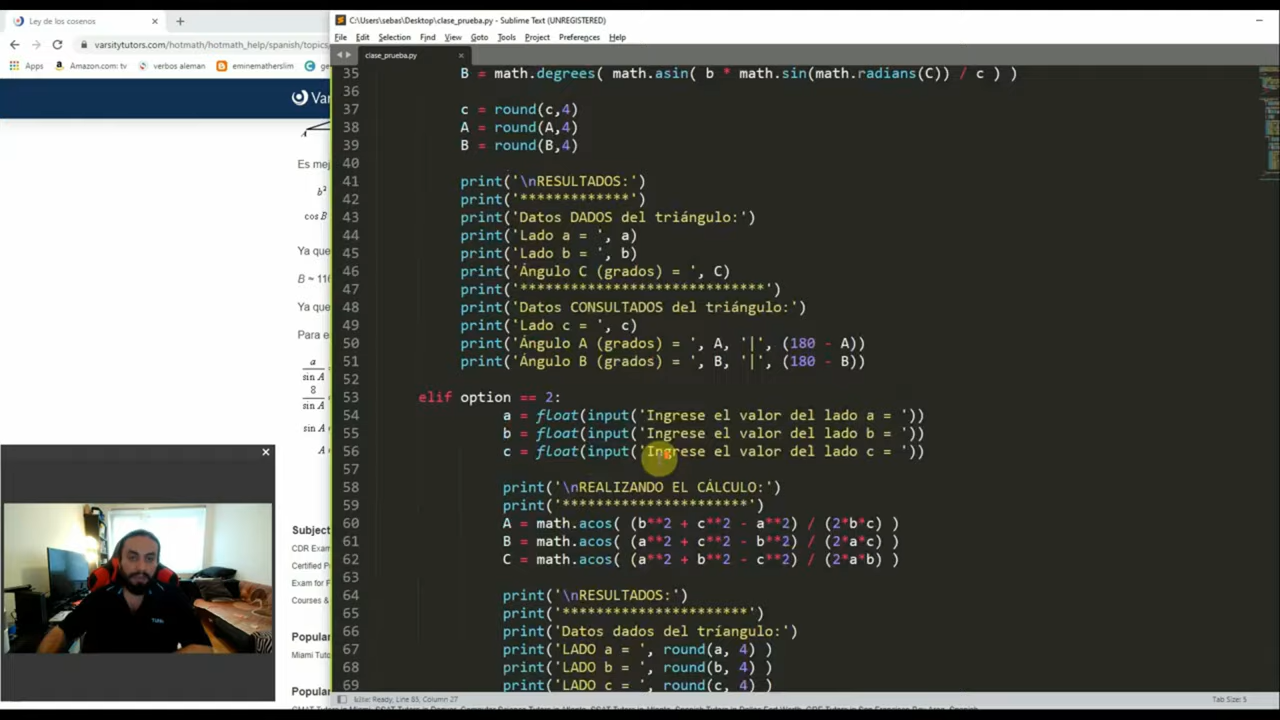 Ley de los cosenos
C:\Users\sebas\Desktop\clase_prueba.py - Sublime Text (UNREGISTERED)
File Edit Selection Find View Goto Tools Project Preferences Help
varsitytutors.com/hotmath/hotmath_help/spanish/topics
clase_prueba.py
Apps Amazon.com: tv verbos aleman eminematherslim
35 B = math.degrees( math.asin( b * math.sin(math.radians(C)) / c ) )
36
37 c = round(c,4)
38 A = round(A,4)
39 B = round(B,4)
40
41 print('\nRESULTADOS:')
42 print('*************')
43 print('Datos DADOS del triángulo:')
44 print('Lado a = ', a)
45 print('Lado b = ', b)
46 print('Ángulo C (grados) = ', C)
47 print('****************************')
48 print('Datos CONSULTADOS del triángulo:')
49 print('Lado c = ', c)
50 print('Ángulo A (grados) = ', A, '|', (180 - A))
51 print('Ángulo B (grados) = ', B, '|', (180 - B))
52
53 elif option == 2:
54 a = float(input('Ingrese el valor del lado a = '))
55 b = float(input('Ingrese el valor del lado b = '))
56 c = float(input('Ingrese el valor del lado c = '))
57
58 print('\nREALIZANDO EL CÁLCULO:')
59 print('**********************')
60 A = math.acos( (b**2 + c**2 - a**2) / (2*b*c) )
61 B = math.acos( (a**2 + c**2 - b**2) / (2*a*c) )
62 C = math.acos( (a**2 + b**2 - c**2) / (2*a*b) )
63
64 print('\nRESULTADOS:')
65 print('**********************')
66 print('Datos dados del tríangulo:')
67 print('LADO a = ', round(a, 4) )
68 print('LADO b = ', round(b, 4) )
69 print('LADO c = ', round(c, 4) )
Var
A
Es mej
b²
cos B
Ya que
B ≈ 116
Ya que
Para e
a
sin A
8
sin A
sin A
A
Subject
CDR Exam
Certified P
Exam for F
Courses &
Popular
Miami Tuto
Popular
Line 85, Column 27
Tab Size: 5